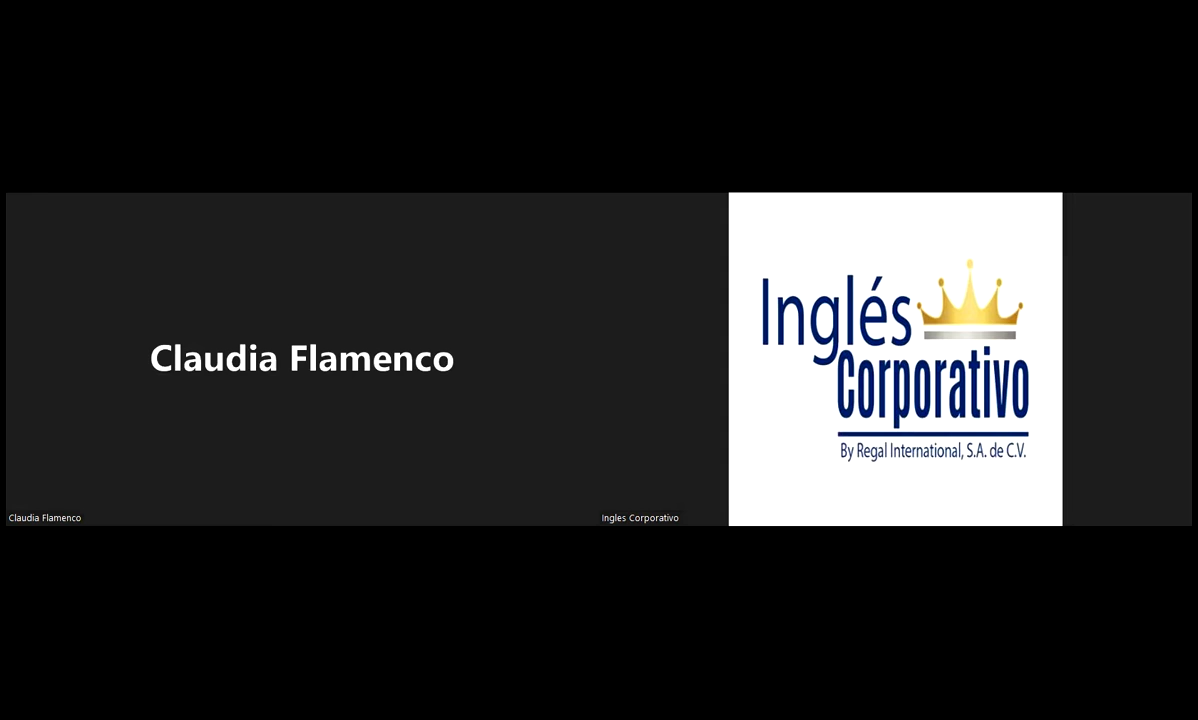 Claudia Flamenco
Claudia Flamenco
Inglés
Corporativo
By Regal International, S.A. de C.V.
Ingles Corporativo